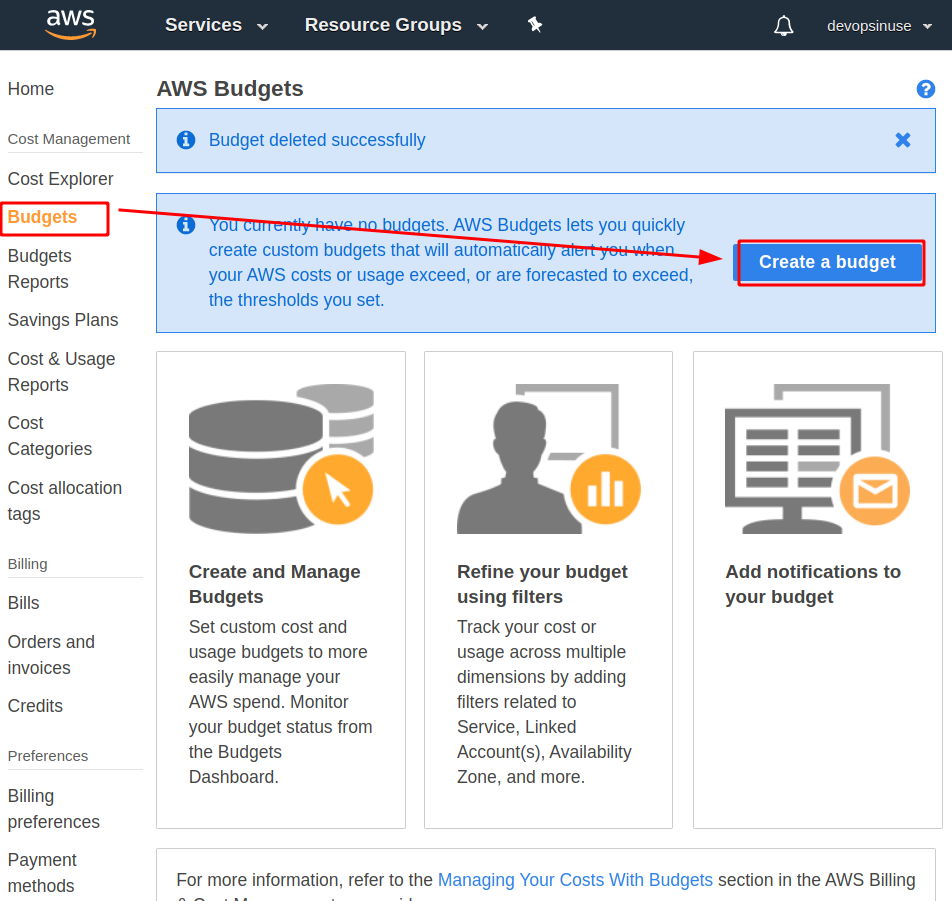 aws Services Resource Groups devopsinuse
Home
Cost Management
Cost Explorer
Budgets
Budgets
Reports
Savings Plans
Cost & Usage
Reports
Cost
Categories
Cost allocation
tags
Billing
Bills
Orders and
invoices
Credits
Preferences
Billing
preferences
Payment
methods
AWS Budgets
?
Budget deleted successfully
You currently have no budgets. AWS Budgets lets you quickly
create custom budgets that will automatically alert you when
your AWS costs or usage exceed, or are forecasted to exceed,
the thresholds you set.
Create a budget
Create and Manage
Budgets
Set custom cost and
usage budgets to more
easily manage your
AWS spend. Monitor
your budget status from
the Budgets
Dashboard.
Refine your budget
using filters
Track your cost or
usage across multiple
dimensions by adding
filters related to
Service, Linked
Account(s), Availability
Zone, and more.
Add notifications to
your budget
For more information, refer to the Managing Your Costs With Budgets section in the AWS Billing